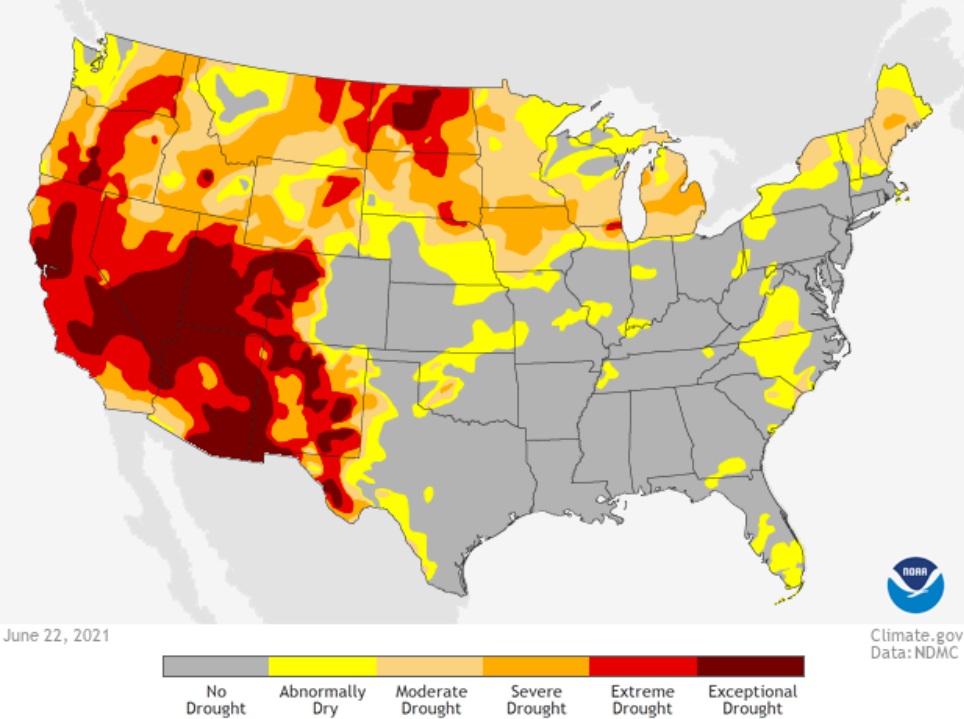 NOAA
June 22, 2021
Climate.gov
Data: NDMC
No
Drought
Abnormally
Dry
Moderate
Drought
Severe
Drought
Extreme
Drought
Exceptional
Drought